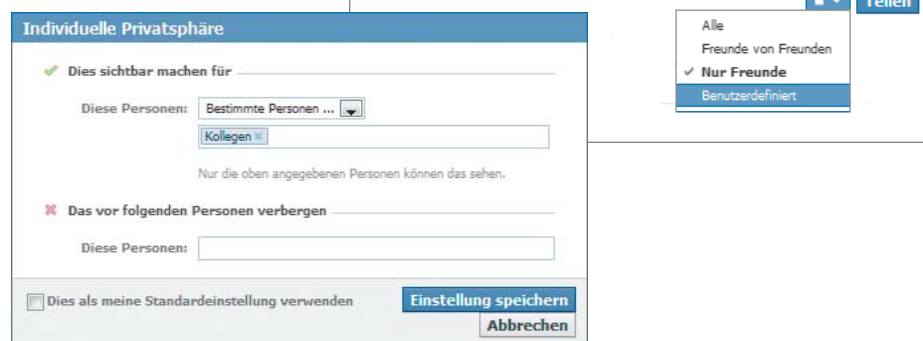 Individuelle Privatsphäre
Dies sichtbar machen für
Diese Personen: Bestimmte Personen ...
Kollegen ×
Nur die oben angegebenen Personen können das sehen.
Das vor folgenden Personen verbergen
Diese Personen:
Dies als meine Standardeinstellung verwenden
Einstellung speichern
Abbrechen
Teilen
Alle
Freunde von Freunden
Nur Freunde
Benutzerdefiniert